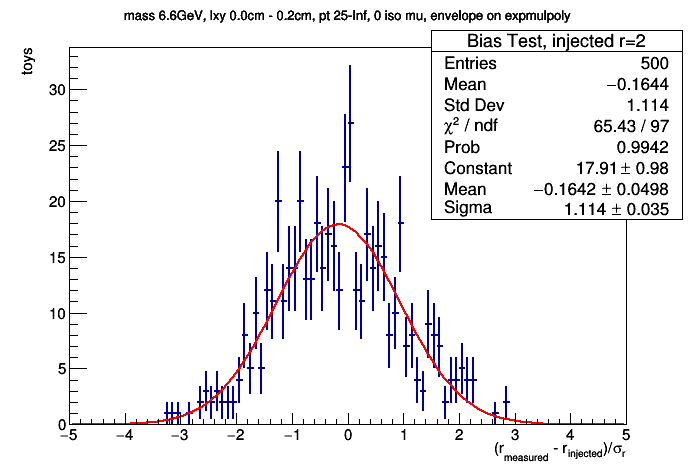 mass 6.6GeV, lxy 0.0cm - 0.2cm, pt 25-Inf, 0 iso mu, envelope on expmulpoly
Bias Test, injected r=2
Entries 500
Mean −0.1644
Std Dev 1.114
χ² / ndf 65.43 / 97
Prob 0.9942
Constant 17.91 ± 0.98
Mean −0.1642 ± 0.0498
Sigma 1.114 ± 0.035
toys
30
25
20
15
10
5
0
−5 −4 −3 −2 −1 0 1 2 3 4 5
(r_measured - r_injected)/σ_r